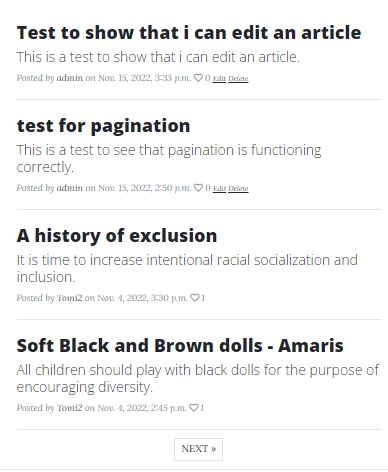 Test to show that i can edit an article
This is a test to show that i can edit an article.
Posted by admin on Nov. 15, 2022, 3:33 p.m. 0 Edit Delete
test for pagination
This is a test to see that pagination is functioning
correctly.
Posted by admin on Nov. 15, 2022, 2:50 p.m. 0 Edit Delete
A history of exclusion
It is time to increase intentional racial socialization and
inclusion.
Posted by Tomi2 on Nov. 4, 2022, 3:30 p.m. 1
Soft Black and Brown dolls - Amaris
All children should play with black dolls for the purpose of
encouraging diversity.
Posted by Tomi2 on Nov. 4, 2022, 2:45 p.m. 1
NEXT »